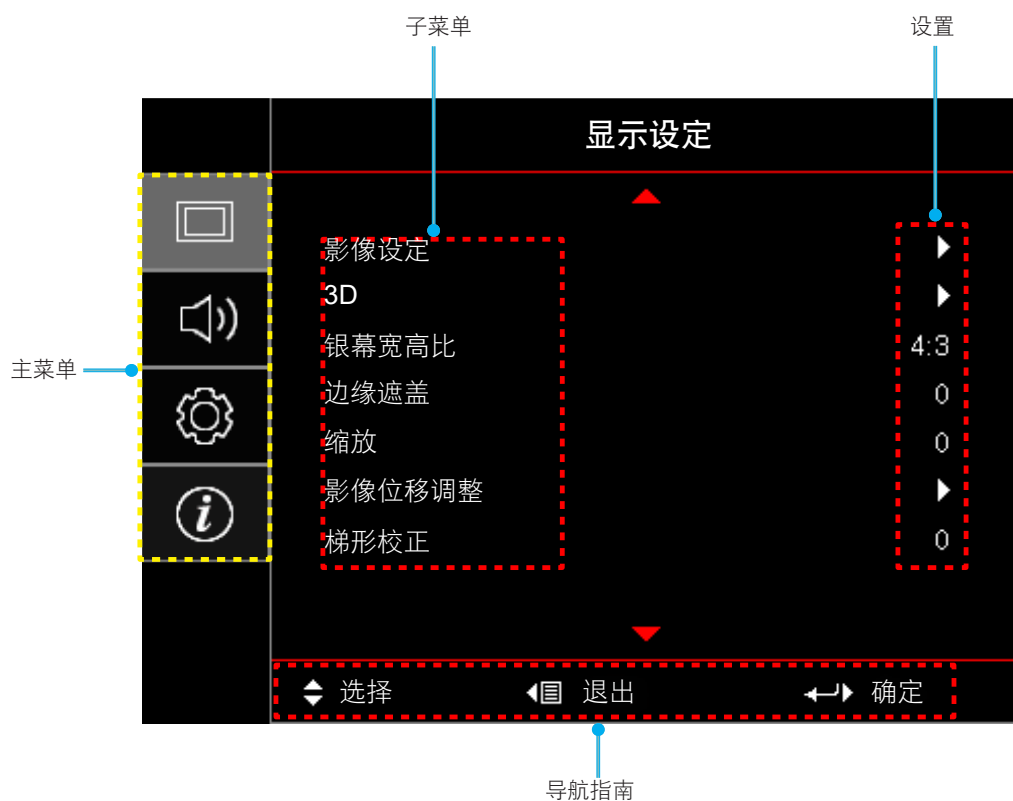 子菜单 设置
显示设定
影像设定
3D
银幕宽高比 4:3
边缘遮盖 0
主菜单
缩放 0
影像位移调整
梯形校正 0
选择 退出 确定
导航指南